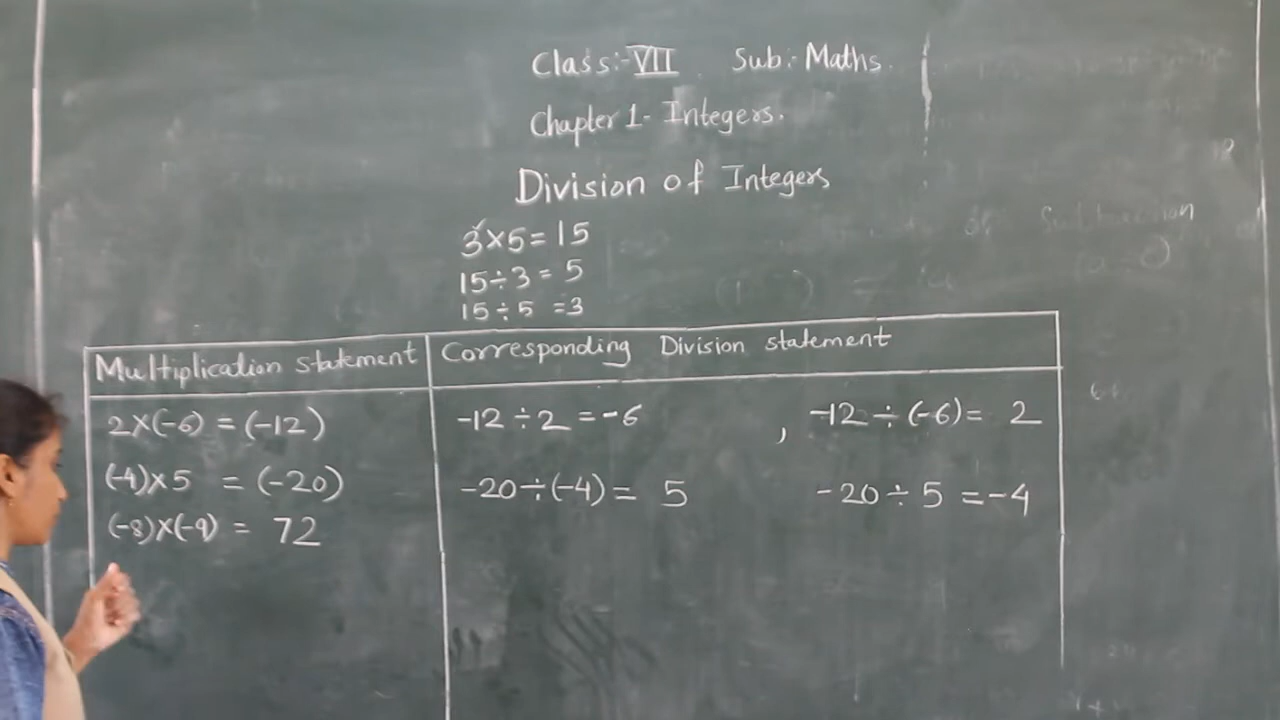 Class:-VII Sub:- Maths.
Chapter 1- Integers.
Division of Integers
3×5=15
15÷3=5
15÷5=3
Multiplication statement Corresponding Division statement
2×(-6)=(-12) -12÷2=-6 , -12÷(-6)= 2
(-4)×5 =(-20) -20÷(-4)= 5 -20÷5=-4
(-8)×(-9)= 72